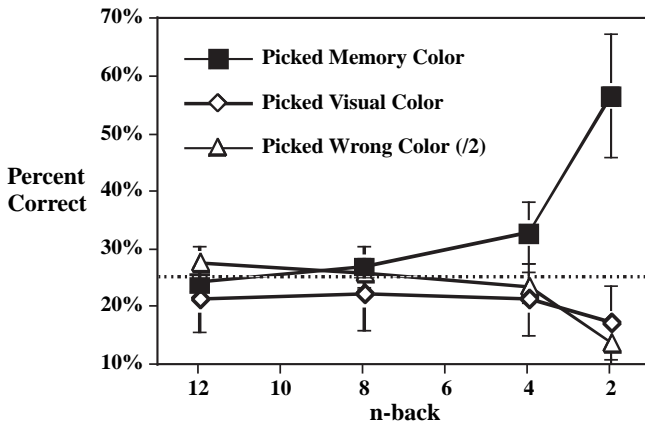 70%
60%
50%
40%
30%
20%
10%
Percent
Correct
Picked Memory Color
Picked Visual Color
Picked Wrong Color (/2)
12 10 8 6 4 2
n-back